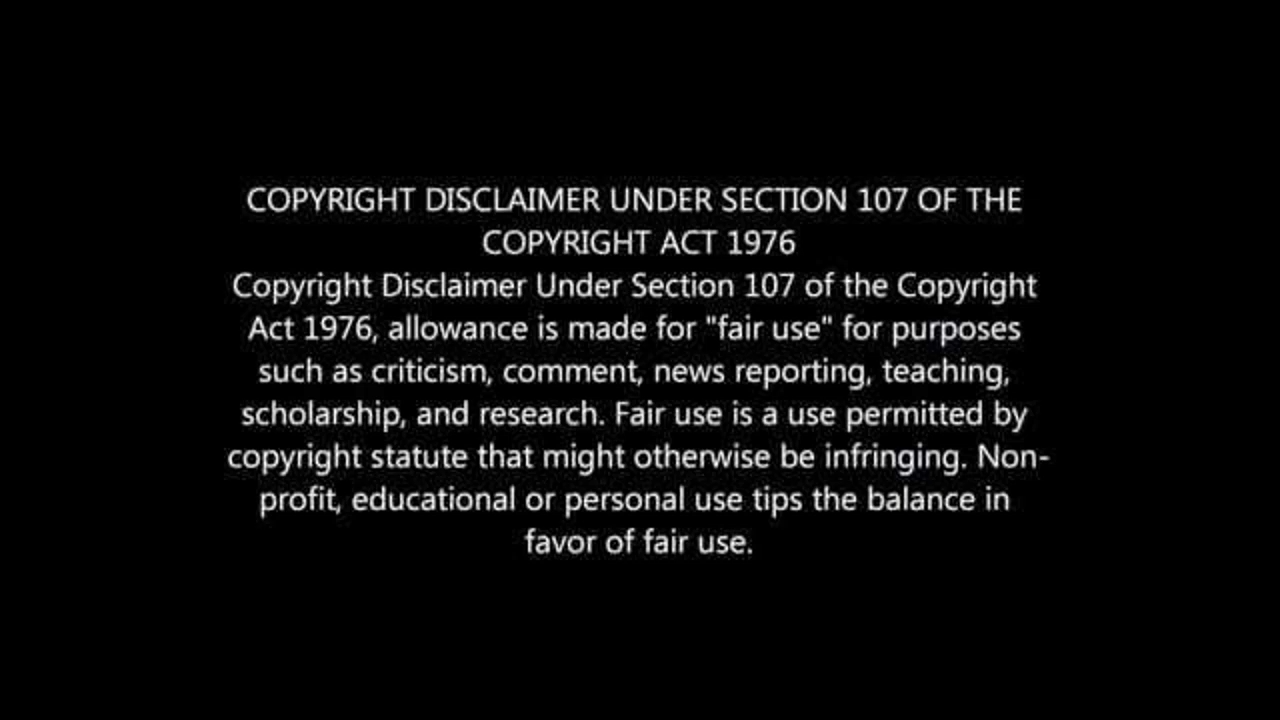 COPYRIGHT DISCLAIMER UNDER SECTION 107 OF THE
COPYRIGHT ACT 1976
Copyright Disclaimer Under Section 107 of the Copyright
Act 1976, allowance is made for "fair use" for purposes
such as criticism, comment, news reporting, teaching,
scholarship, and research. Fair use is a use permitted by
copyright statute that might otherwise be infringing. Non-
profit, educational or personal use tips the balance in
favor of fair use.